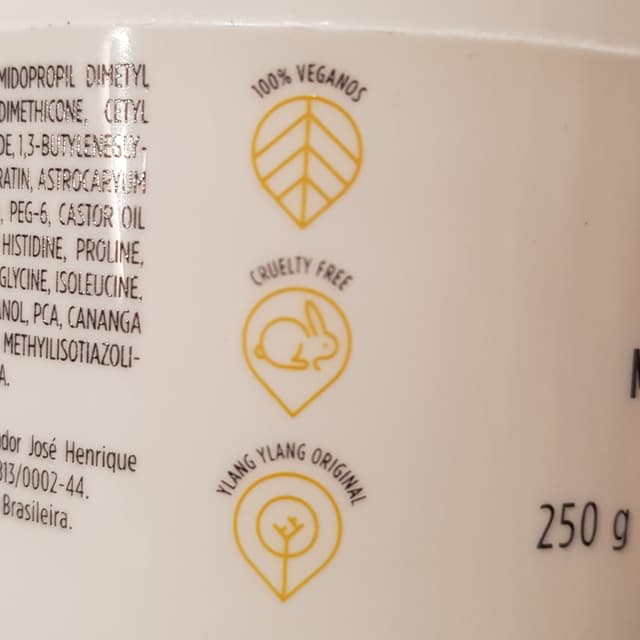 MIDOPROPIL DIMETYL
DIMETHICONE, CETYL
DE, 1,3-BUTYLENEGLY-
RATIN, ASTROCARYUM
, PEG-6, CASTOR OIL
HISTIDINE, PROLINE,
GLYCINE, ISOLEUCINE,
ANOL, PCA, CANANGA
METHYILISOTIAZOLI-
A.
ador José Henrique
813/0002-44.
Brasileira.
100% VEGANOS
CRUELTY FREE
YLANG YLANG ORIGINAL
250 g